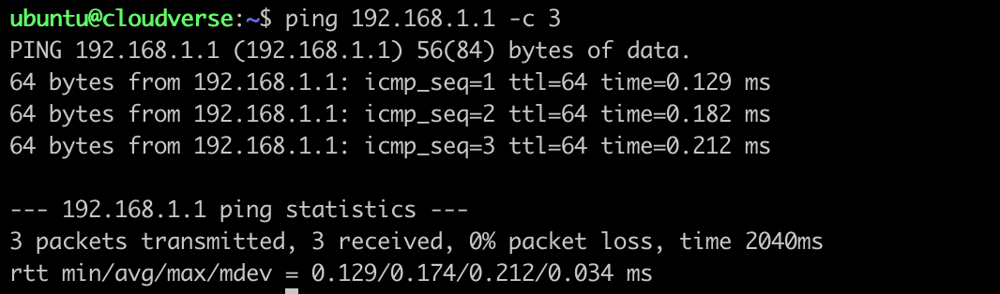 ubuntu@cloudverse:~$ ping 192.168.1.1 -c 3
PING 192.168.1.1 (192.168.1.1) 56(84) bytes of data.
64 bytes from 192.168.1.1: icmp_seq=1 ttl=64 time=0.129 ms
64 bytes from 192.168.1.1: icmp_seq=2 ttl=64 time=0.182 ms
64 bytes from 192.168.1.1: icmp_seq=3 ttl=64 time=0.212 ms

--- 192.168.1.1 ping statistics ---
3 packets transmitted, 3 received, 0% packet loss, time 2040ms
rtt min/avg/max/mdev = 0.129/0.174/0.212/0.034 ms